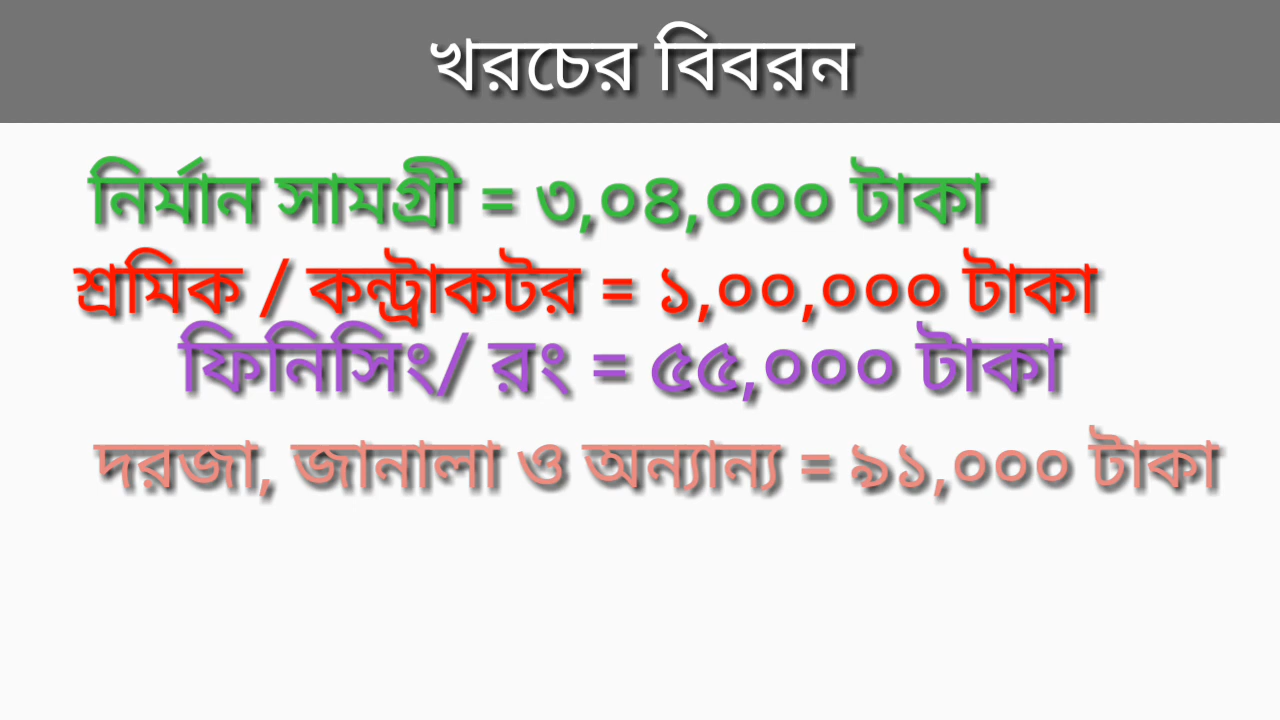 খরচের বিবরন
নির্মান সামগ্রী = ৩,০৪,০০০ টাকা
শ্রমিক / কন্ট্রাকটর = ১,০০,০০০ টাকা
ফিনিসিং/ রং = ৫৫,০০০ টাকা
দরজা, জানালা ও অন্যান্য = ৯১,০০০ টাকা